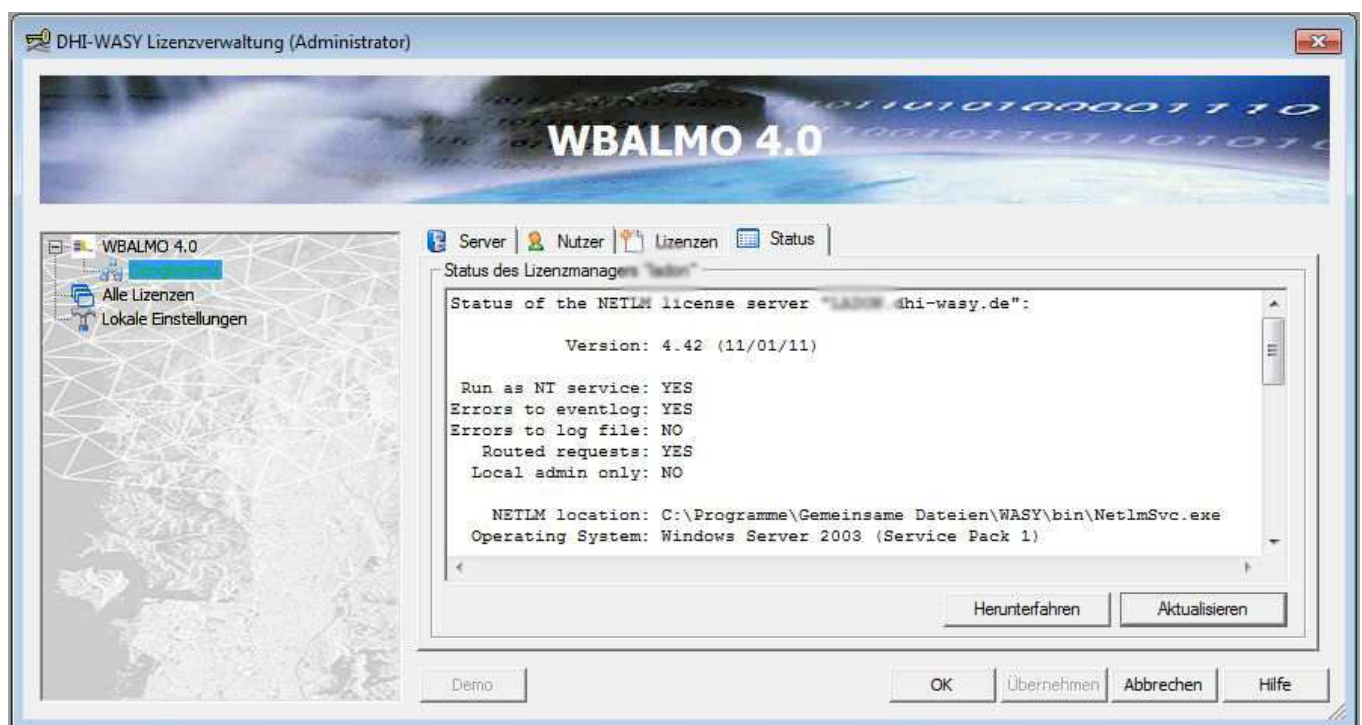 DHI-WASY Lizenzverwaltung (Administrator)
WBALMO 4.0
WBALMO 4.0
Alle Lizenzen
Lokale Einstellungen
Server
Nutzer
Lizenzen
Status
Status des Lizenzmanagers "ladon"
Status of the NETLM license server "LADON.dhi-wasy.de":
Version: 4.42 (11/01/11)
Run as NT service: YES
Errors to eventlog: YES
Errors to log file: NO
Routed requests: YES
Local admin only: NO
NETLM location: C:\Programme\Gemeinsame Dateien\WASY\bin\NetlmSvc.exe
Operating System: Windows Server 2003 (Service Pack 1)
Herunterfahren
Aktualisieren
Demo
OK
Übernehmen
Abbrechen
Hilfe